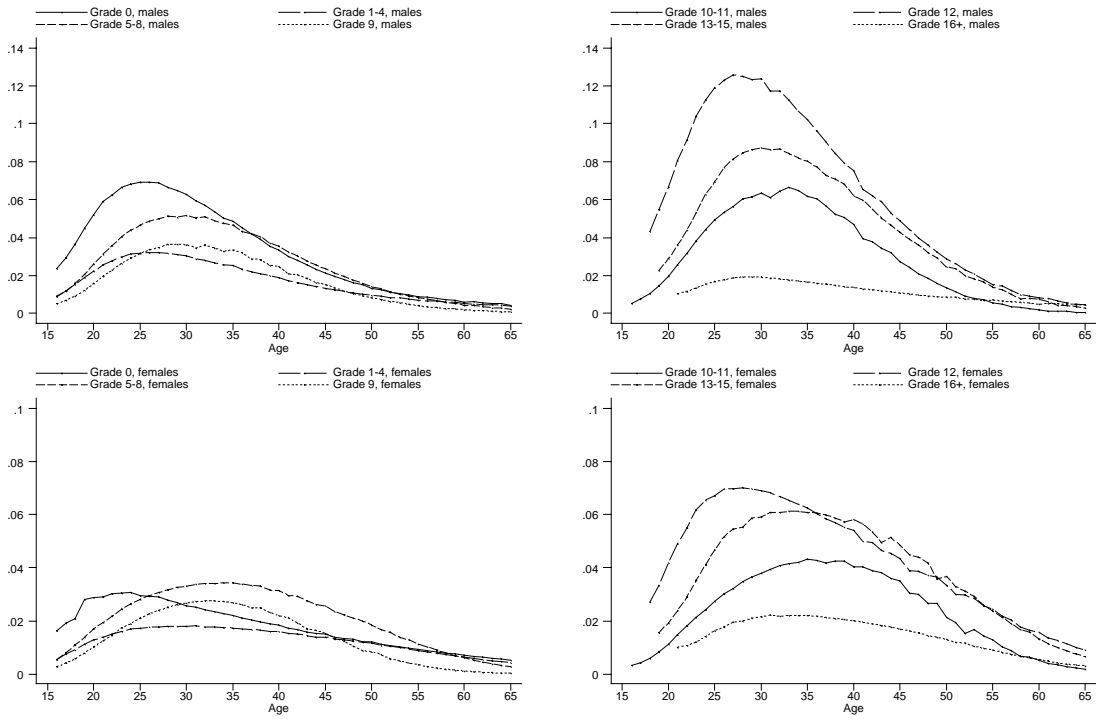 Grade 0, males Grade 1-4, males
Grade 5-8, males Grade 9, males
.14
.12
.1
.08
.06
.04
.02
0
15 20 25 30 35 40 45 50 55 60 65
Age
Grade 10-11, males Grade 12, males
Grade 13-15, males Grade 16+, males
.14
.12
.1
.08
.06
.04
.02
0
15 20 25 30 35 40 45 50 55 60 65
Age
Grade 0, females Grade 1-4, females
Grade 5-8, females Grade 9, females
.1
.08
.06
.04
.02
0
15 20 25 30 35 40 45 50 55 60 65
Age
Grade 10-11, females Grade 12, females
Grade 13-15, females Grade 16+, females
.1
.08
.06
.04
.02
0
15 20 25 30 35 40 45 50 55 60 65
Age